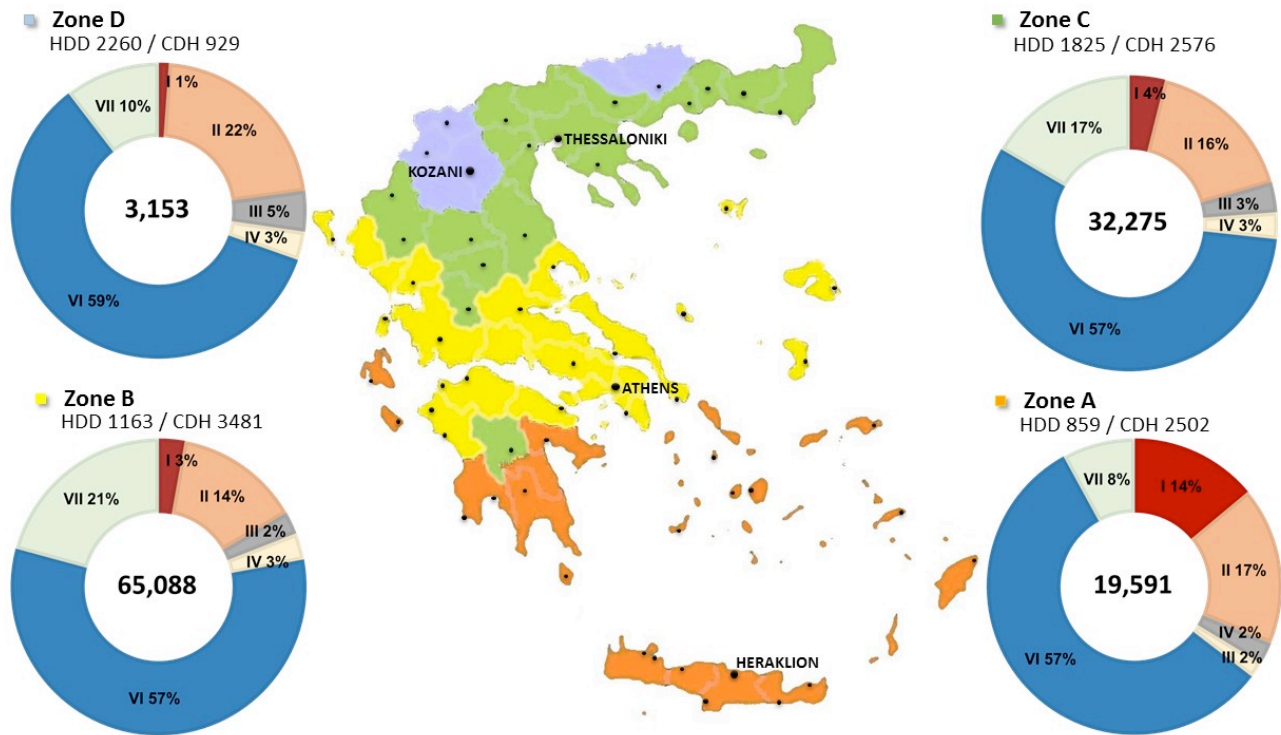 Zone D
HDD 2260 / CDH 929
I 1%
VII 10%
II 22%
3,153
III 5%
IV 3%
VI 59%
Zone C
HDD 1825 / CDH 2576
I 4%
VII 17%
II 16%
III 3%
32,275
IV 3%
VI 57%
THESSALONIKI
KOZANI
ATHENS
HERAKLION
Zone B
HDD 1163 / CDH 3481
I 3%
VII 21%
II 14%
III 2%
IV 3%
65,088
VI 57%
Zone A
HDD 859 / CDH 2502
VII 8%
I 14%
II 17%
19,591
IV 2%
III 2%
VI 57%